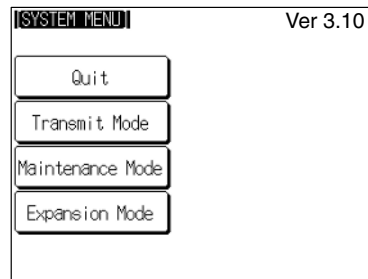 [SYSTEM MENU]
Ver 3.10
Quit
Transmit Mode
Maintenance Mode
Expansion Mode